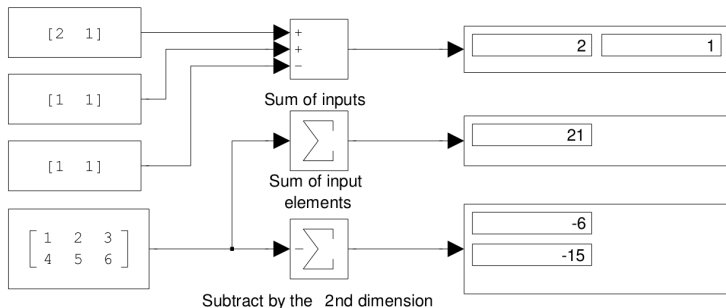 [2 1]
+
+
−
2 1
[1 1]
Sum of inputs
[1 1]
21
Sum of input
elements
1 2 3
4 5 6
−
-6
-15
Subtract by the 2nd dimension